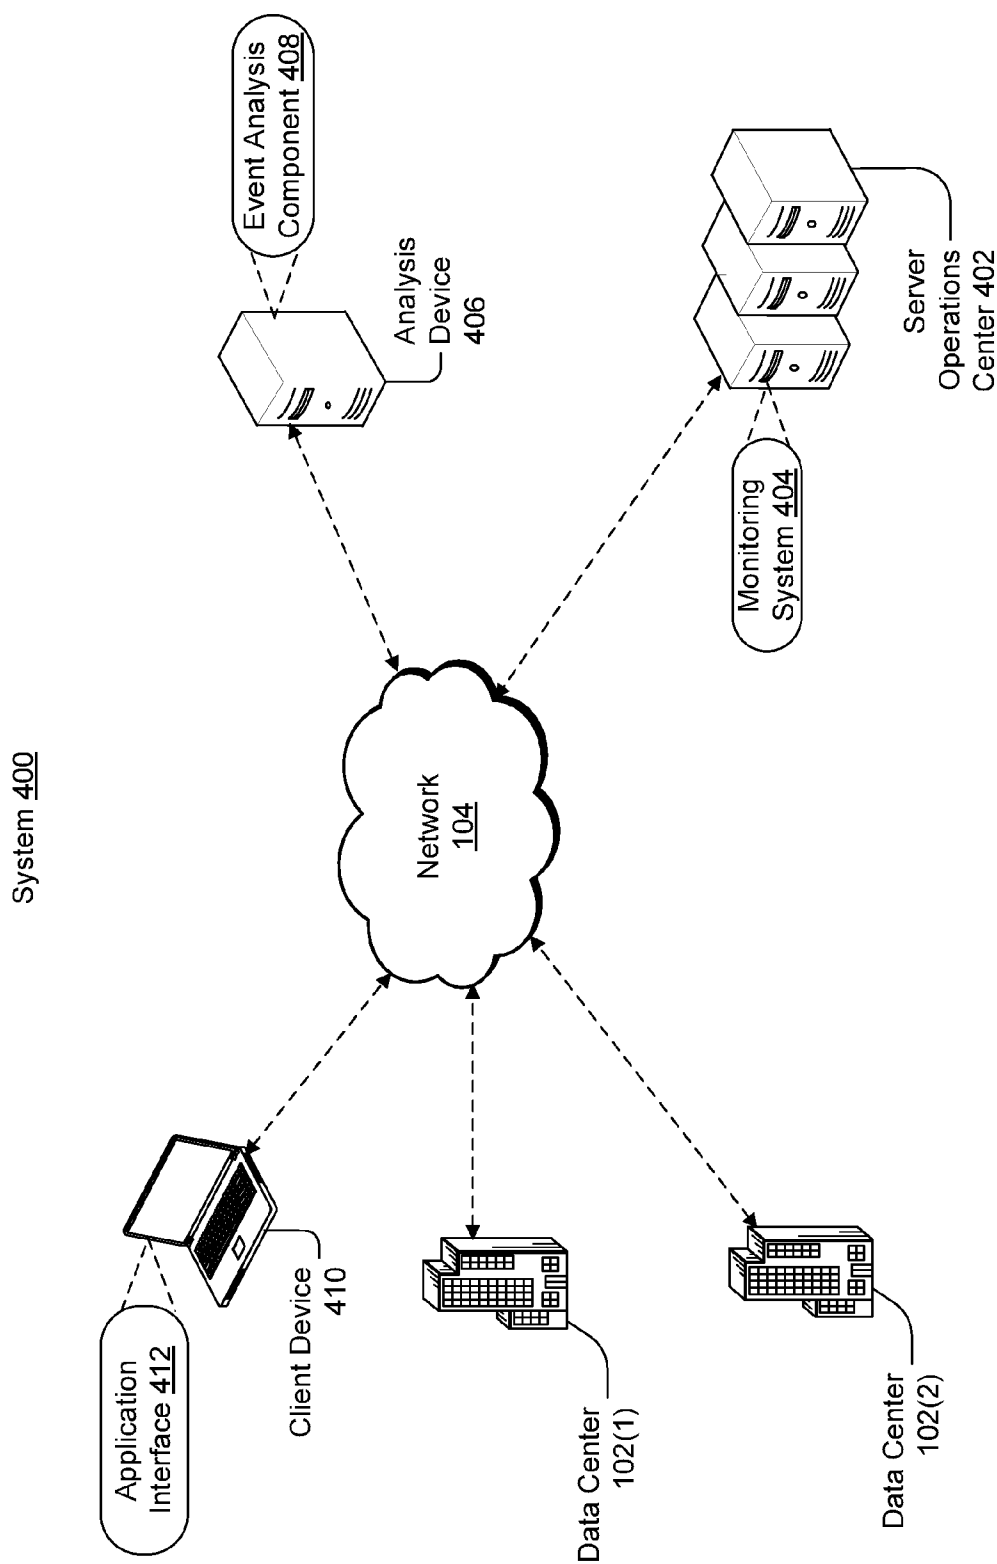 System 400
Application
Interface 412
Client Device
410
Event Analysis
Component 408
Analysis
Device
406
Network
104
Data Center
102(1)
Data Center
102(2)
Monitoring
System 404
Server
Operations
Center 402